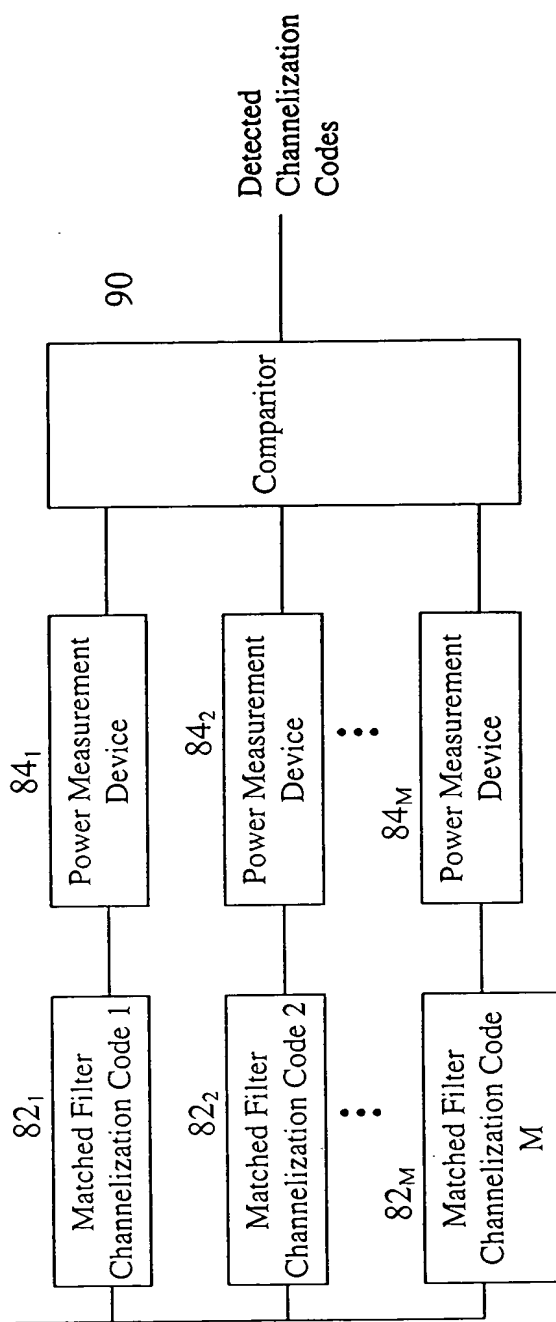 82₁
Matched Filter
Channelization Code 1
84₁
Power Measurement
Device
82₂
Matched Filter
Channelization Code 2
84₂
Power Measurement
Device
82M
Matched Filter
Channelization Code
M
84M
Power Measurement
Device
Comparitor
90
Detected
Channelization
Codes